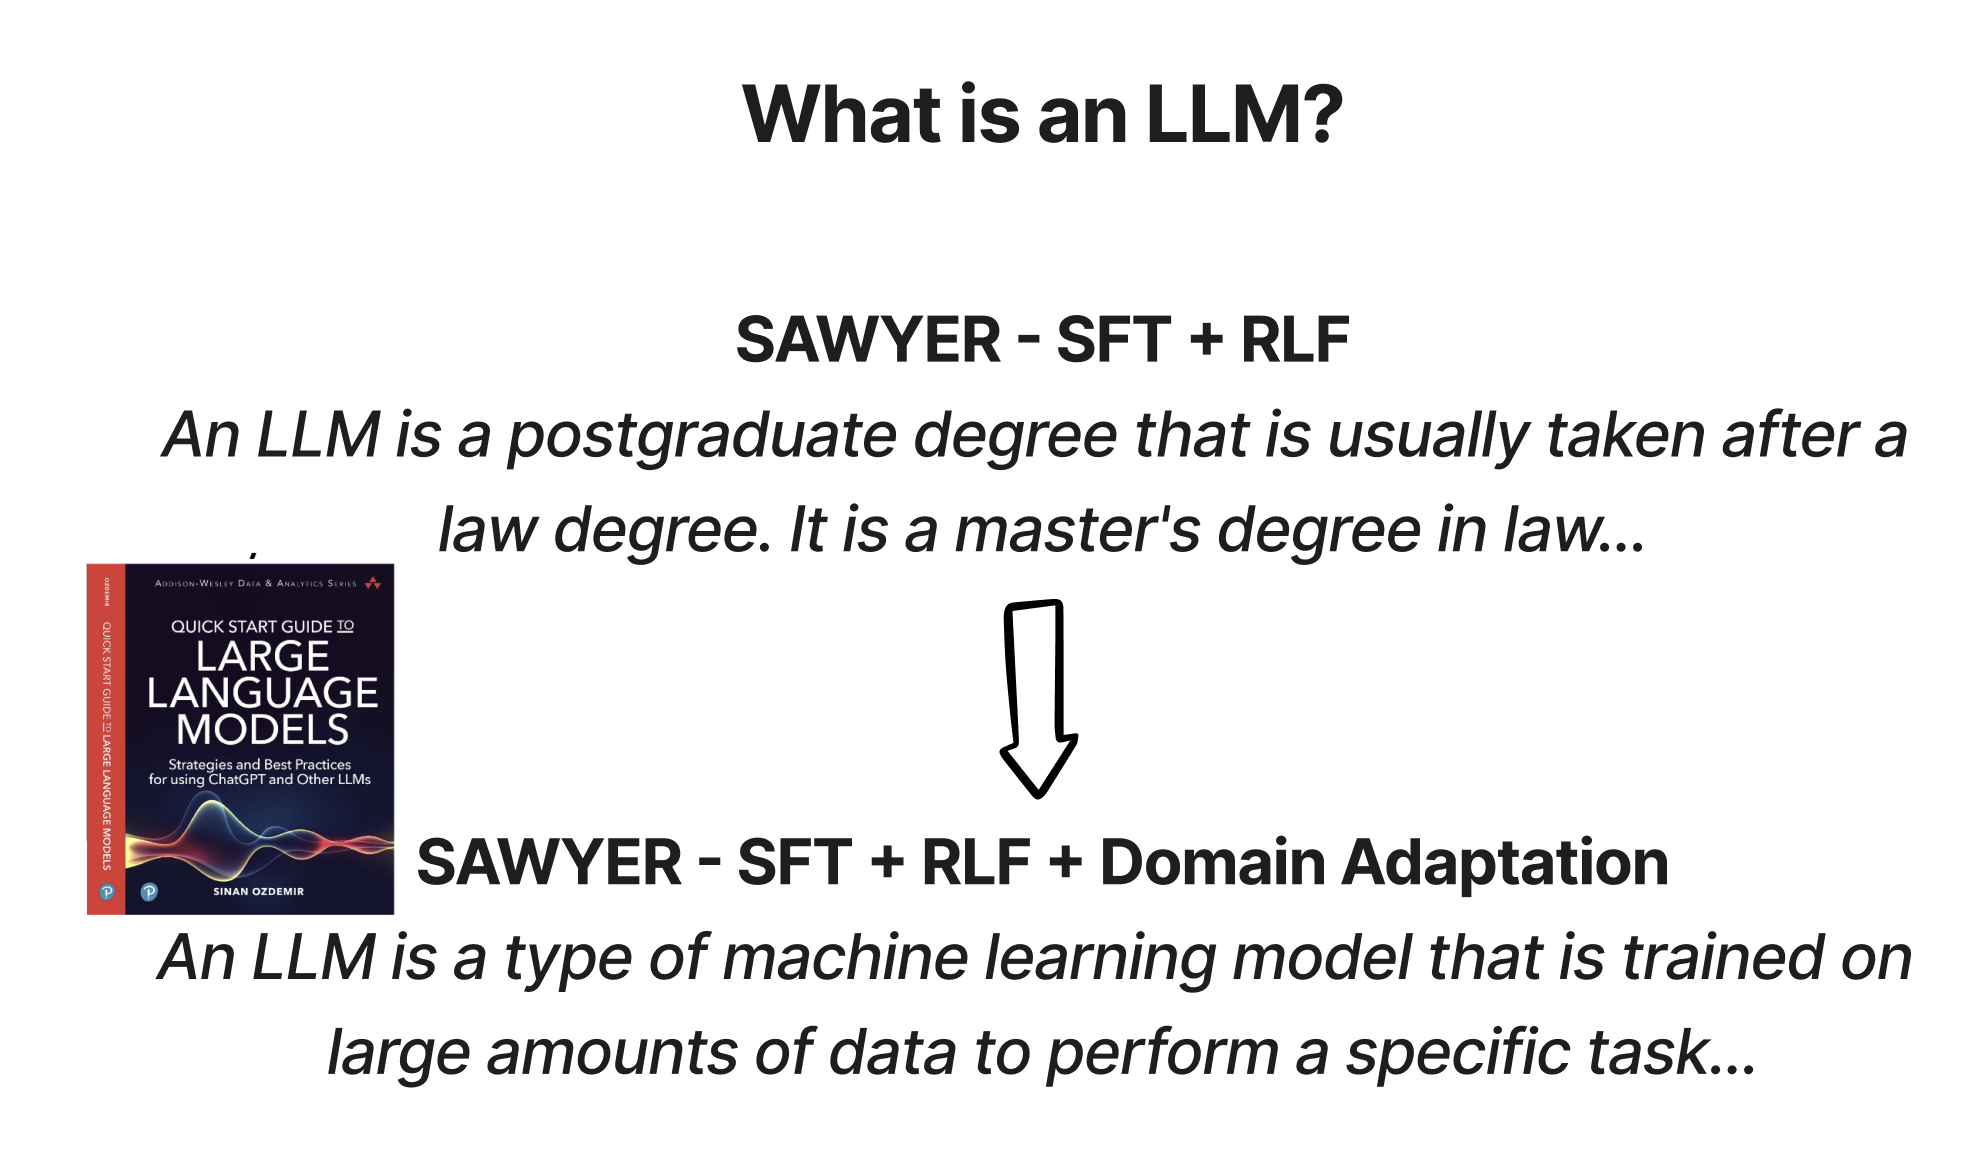 What is an LLM?
SAWYER - SFT + RLF
An LLM is a postgraduate degree that is usually taken after a
law degree. It is a master's degree in law...
OZDEMIR
QUICK START GUIDE TO LARGE LANGUAGE MODELS
ADDISON-WESLEY DATA & ANALYTICS SERIES
QUICK START GUIDE TO
LARGE
LANGUAGE
MODELS
Strategies and Best Practices
for using ChatGPT and Other LLMs
P
P
SINAN OZDEMIR
SAWYER - SFT + RLF + Domain Adaptation
An LLM is a type of machine learning model that is trained on
large amounts of data to perform a specific task...